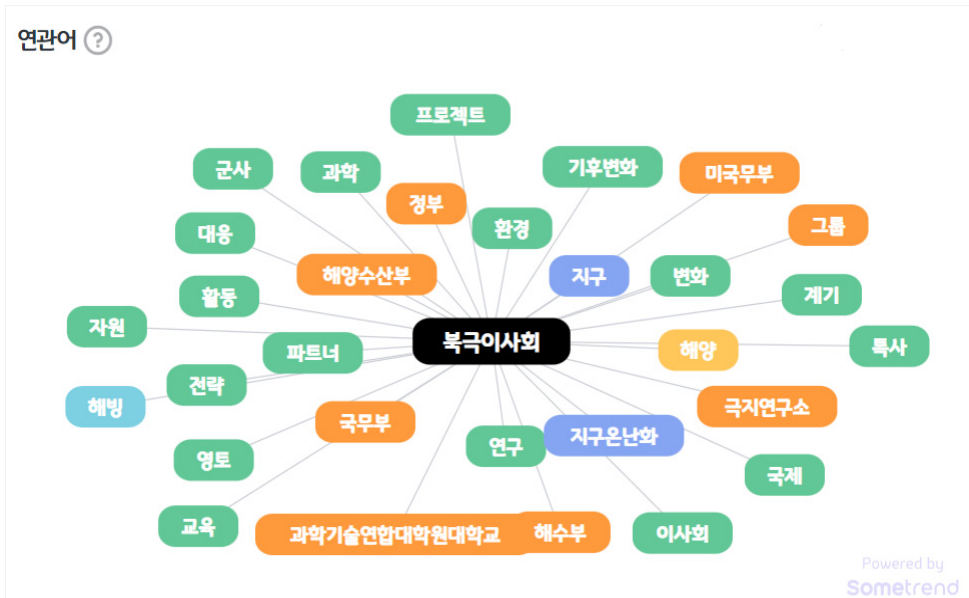 연관어 ?
프로젝트
군사
과학
기후변화
미국무부
정부
그룹
대응
환경
해양수산부
지구
변화
활동
계기
자원
북극이사회
파트너
해양
특사
전략
해빙
극지연구소
국무부
지구온난화
연구
영토
국제
교육
과학기술연합대학원대학교
해수부
이사회
Powered by
Sometrend